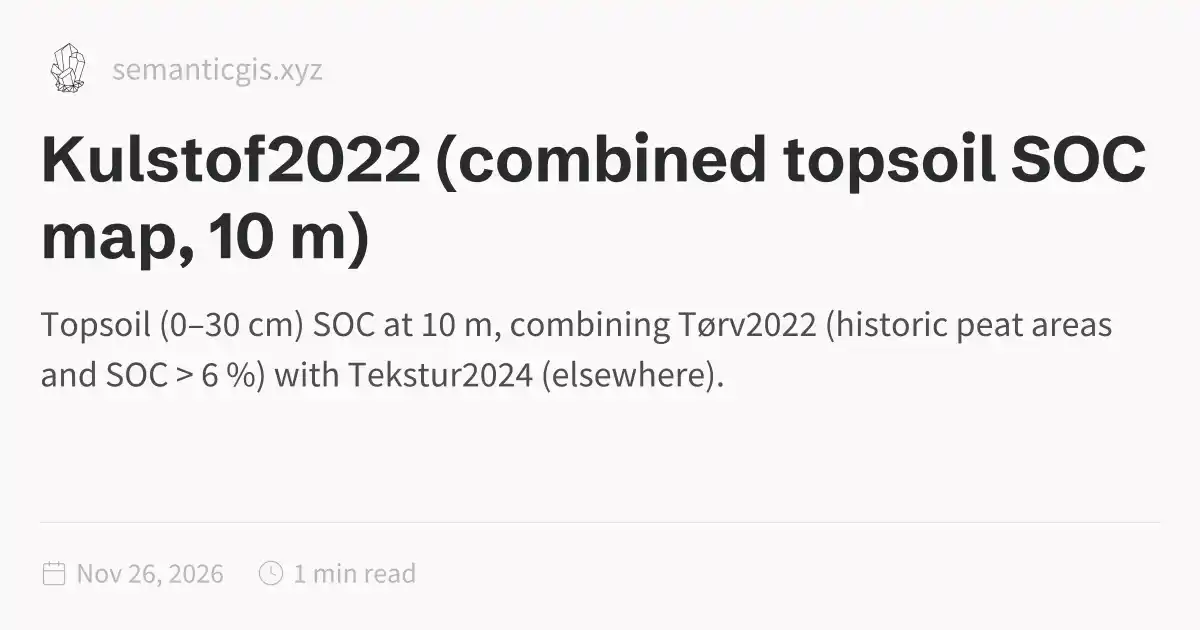 semanticgis.xyz
Kulstof2022 (combined topsoil SOC
map, 10 m)
Topsoil (0–30 cm) SOC at 10 m, combining Tørv2022 (historic peat areas
and SOC > 6 %) with Tekstur2024 (elsewhere).
Nov 26, 2026 1 min read